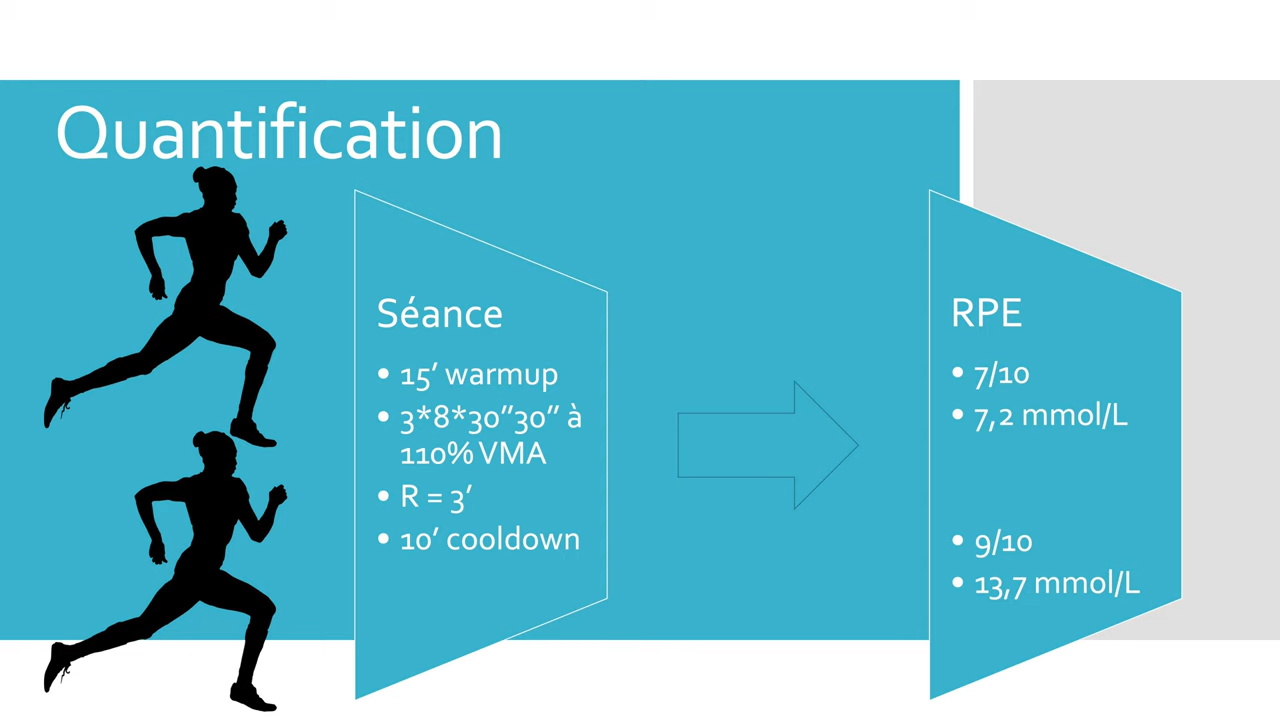 Quantification
Séance
• 15’ warmup
• 3*8*30”30” à
110% VMA
• R = 3’
• 10’ cooldown
RPE
• 7/10
• 7,2 mmol/L
• 9/10
• 13,7 mmol/L